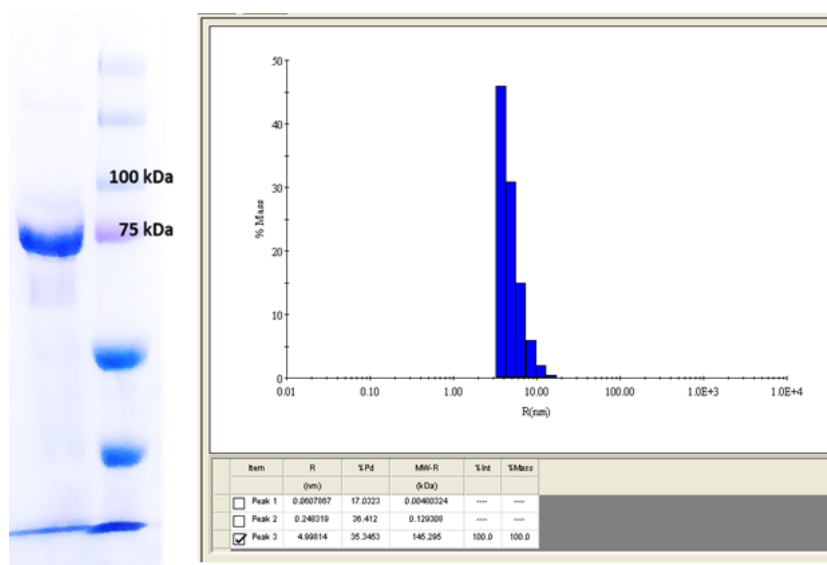 100 kDa
75 kDa
50
40
30
20
10
0
% Mass
0.01 0.10 1.00 10.00 100.00 1.0E+3 1.0E+4
R(nm)
Item R %Pd MW-R %Int %Mass
(nm) (kDa)
Peak 1 0.0607867 17.0323 0.00480324 ---- ----
Peak 2 0.248319 36.412 0.129308 ---- ----
Peak 3 4.99814 35.3453 145.295 100.0 100.0